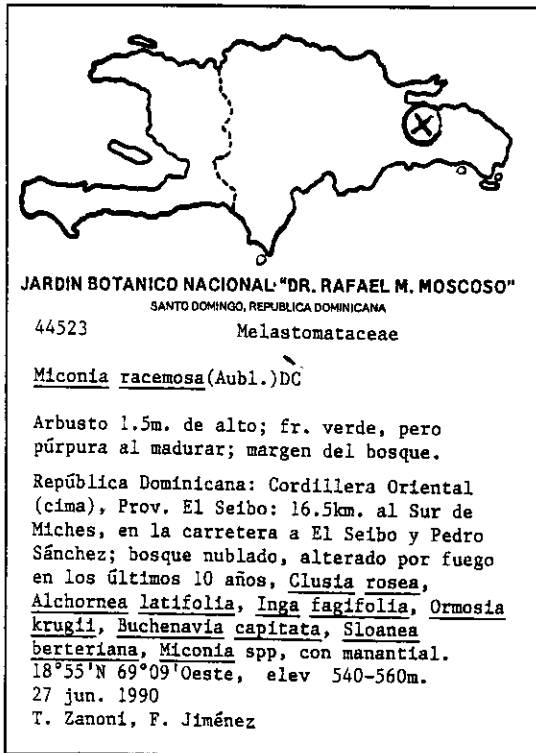 JARDIN BOTANICO NACIONAL "DR. RAFAEL M. MOSCOSO"
SANTO DOMINGO, REPUBLICA DOMINICANA
44523 Melastomataceae
Miconia racemosa(Aubl.)DC
Arbusto 1.5m. de alto; fr. verde, pero
púrpura al madurar; margen del bosque.
República Dominicana: Cordillera Oriental
(cima), Prov. El Seibo: 16.5km. al Sur de
Miches, en la carretera a El Seibo y Pedro
Sánchez; bosque nublado, alterado por fuego
en los últimos 10 años, Clusia rosea,
Alchornea latifolia, Inga fagifolia, Ormosia
krugii, Buchenavia capitata, Sloanea
berteriana, Miconia spp, con manantial.
18°55'N 69°09'Oeste, elev 540-560m.
27 jun. 1990
T. Zanoni, F. Jiménez